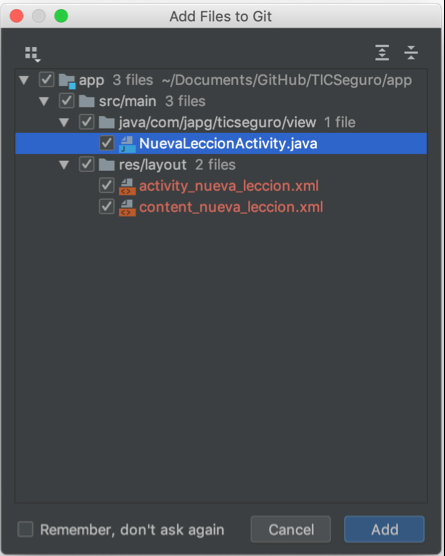 Add Files to Git
app 3 files ~/Documents/GitHub/TICSeguro/app
src/main 3 files
java/com/japg/ticseguro/view 1 file
NuevaLeccionActivity.java
res/layout 2 files
activity_nueva_leccion.xml
content_nueva_leccion.xml
Remember, don't ask again
Cancel
Add